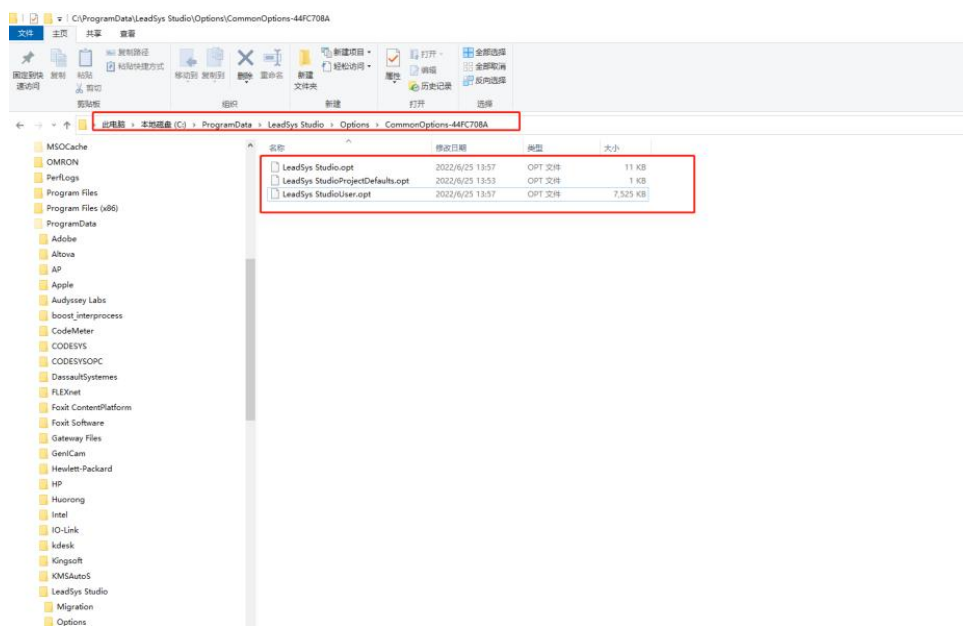 C:\ProgramData\LeadSys Studio\Options\CommonOptions-44FC708A
文件 主页 共享 查看
固定到快速访问
复制
粘贴
复制路径
粘贴快捷方式
剪切
移动到 复制到 删除 重命名
新建文件夹
新建项目
轻松访问
属性
打开
编辑
历史记录
全部选择
全部取消
反向选择
剪贴板 组织 新建 打开 选择
此电脑 › 本地磁盘 (C:) › ProgramData › LeadSys Studio › Options › CommonOptions-44FC708A
名称 修改日期 类型 大小
LeadSys Studio.opt 2022/6/25 13:57 OPT 文件 11 KB
LeadSys StudioProjectDefaults.opt 2022/6/25 13:53 OPT 文件 1 KB
LeadSys StudioUser.opt 2022/6/25 13:57 OPT 文件 7,525 KB
MSOCache
OMRON
PerfLogs
Program Files
Program Files (x86)
ProgramData
Adobe
Altova
AP
Apple
Audyssey Labs
boost_interprocess
CodeMeter
CODESYS
CODESYSOPC
DassaultSystemes
FLEXnet
Foxit ContentPlatform
Foxit Software
Gateway Files
GenICam
Hewlett-Packard
HP
Huorong
Intel
IO-Link
kdesk
Kingsoft
KMSAutoS
LeadSys Studio
Migration
Options